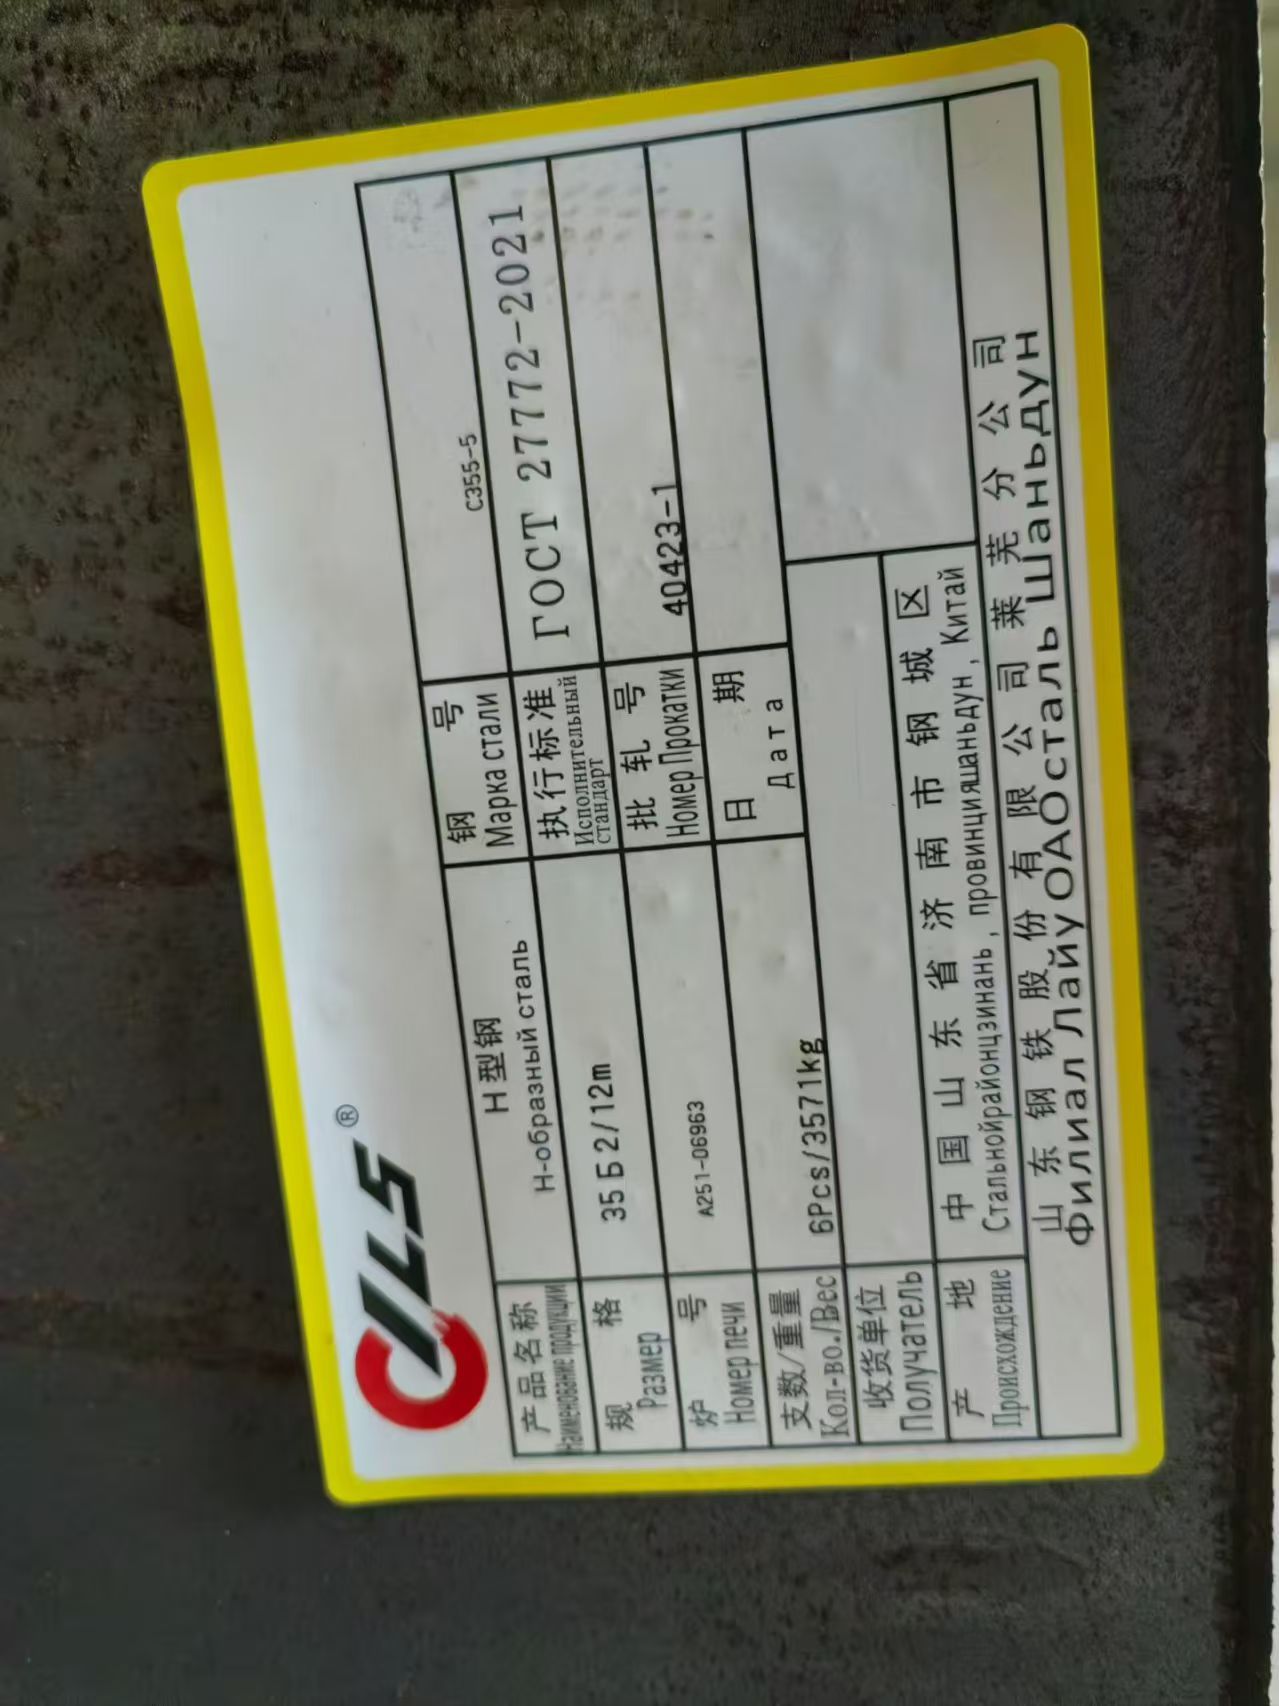 ILS®
产品名称
Наименование продукции
H型钢
Н-образный сталь
钢 号
Марка стали
C355-5
规 格
Размер
35Б2/12m
执行标准
Исполнительный
стандарт
ГОСТ 27772-2021
炉 号
Номер печи
A251-06963
批 轧 号
Номер Прокатки
40423-1
支数/重量
Кол-во./Вес
6Pcs/3571kg
日 期
Дата
收货单位
Получатель
产 地
Происхождение
中 国 山 东 省 济 南 市 钢 城 区
Стальнойрайонцзинань, провинцияшаньдун, Китай
山 东 钢 铁 股 份 有 限 公 司 莱 芜 分 公 司
Филиал Лайу ОАОсталь Шаньдун